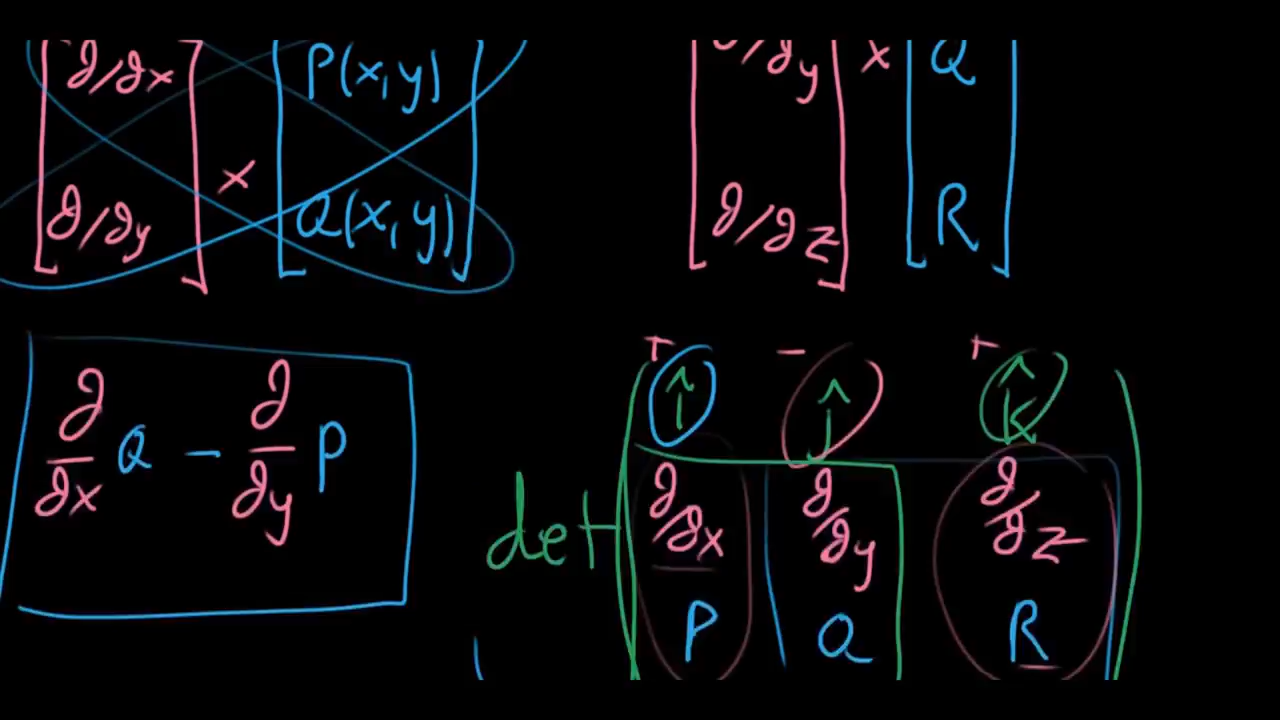 ∂/∂x P(x,y)
×
∂/∂y Q(x,y)
∂/∂y × Q
∂/∂z R
∂/∂x Q − ∂/∂y P
+ − +
î ĵ k̂
det ∂/∂x ∂/∂y ∂/∂z
P Q R